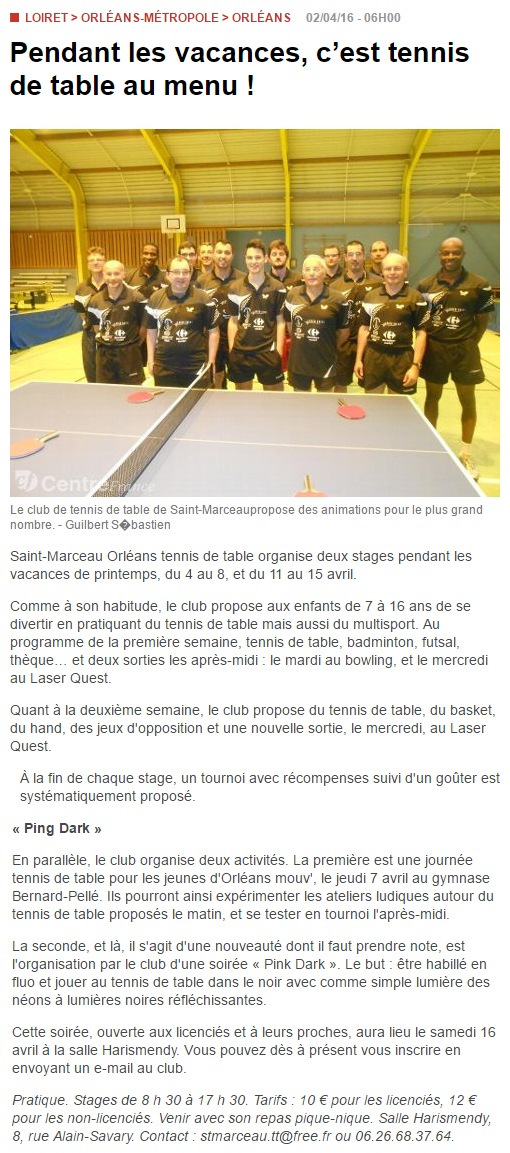 LOIRET > ORLÉANS-MÉTROPOLE > ORLÉANS 02/04/16 - 06H00
Pendant les vacances, c’est tennis
de table au menu !
Centre France
Le club de tennis de table de Saint-Marceaupropose des animations pour le plus grand
nombre. - Guilbert S�bastien
Saint-Marceau Orléans tennis de table organise deux stages pendant les
vacances de printemps, du 4 au 8, et du 11 au 15 avril.
Comme à son habitude, le club propose aux enfants de 7 à 16 ans de se
divertir en pratiquant du tennis de table mais aussi du multisport. Au
programme de la première semaine, tennis de table, badminton, futsal,
thèque… et deux sorties les après-midi : le mardi au bowling, et le mercredi
au Laser Quest.
Quant à la deuxième semaine, le club propose du tennis de table, du basket,
du hand, des jeux d'opposition et une nouvelle sortie, le mercredi, au Laser
Quest.
À la fin de chaque stage, un tournoi avec récompenses suivi d'un goûter est
systématiquement proposé.
« Ping Dark »
En parallèle, le club organise deux activités. La première est une journée
tennis de table pour les jeunes d'Orléans mouv', le jeudi 7 avril au gymnase
Bernard-Pellé. Ils pourront ainsi expérimenter les ateliers ludiques autour du
tennis de table proposés le matin, et se tester en tournoi l'après-midi.
La seconde, et là, il s'agit d'une nouveauté dont il faut prendre note, est
l'organisation par le club d'une soirée « Pink Dark ». Le but : être habillé en
fluo et jouer au tennis de table dans le noir avec comme simple lumière des
néons à lumières noires réfléchissantes.
Cette soirée, ouverte aux licenciés et à leurs proches, aura lieu le samedi 16
avril à la salle Harismendy. Vous pouvez dès à présent vous inscrire en
envoyant un e-mail au club.
Pratique. Stages de 8 h 30 à 17 h 30. Tarifs : 10 € pour les licenciés, 12 €
pour les non-licenciés. Venir avec son repas pique-nique. Salle Harismendy,
8, rue Alain-Savary. Contact : stmarceau.tt@free.fr ou 06.26.68.37.64.